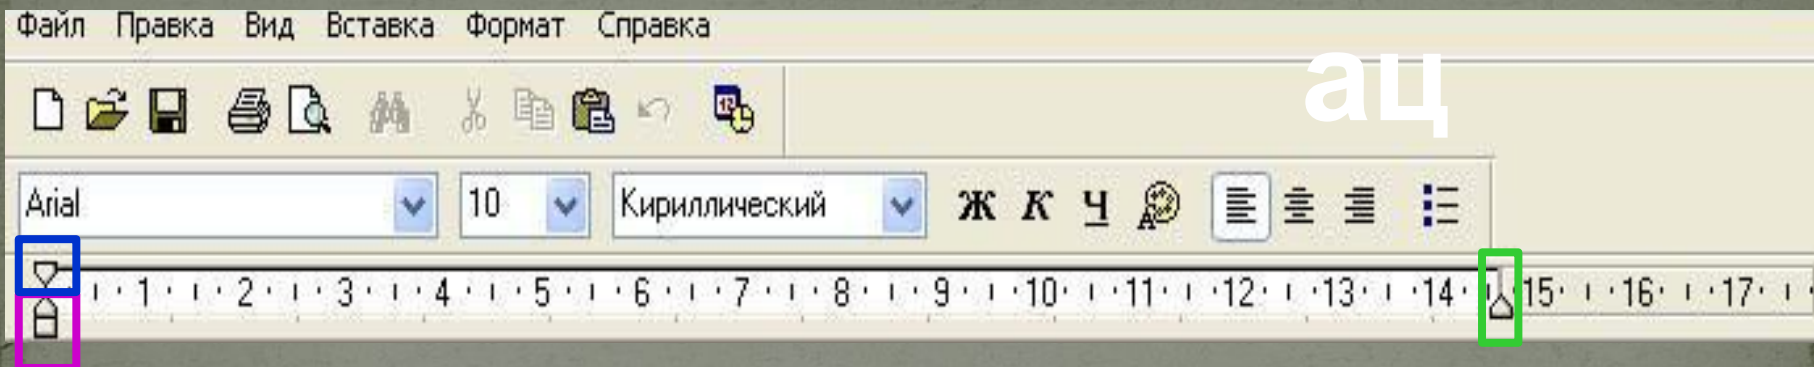 Файл Правка Вид Вставка Формат Справка
ац
12
Arial 10 Кириллический Ж К Ч
1 2 3 4 5 6 7 8 9 10 11 12 13 14 15 16 17